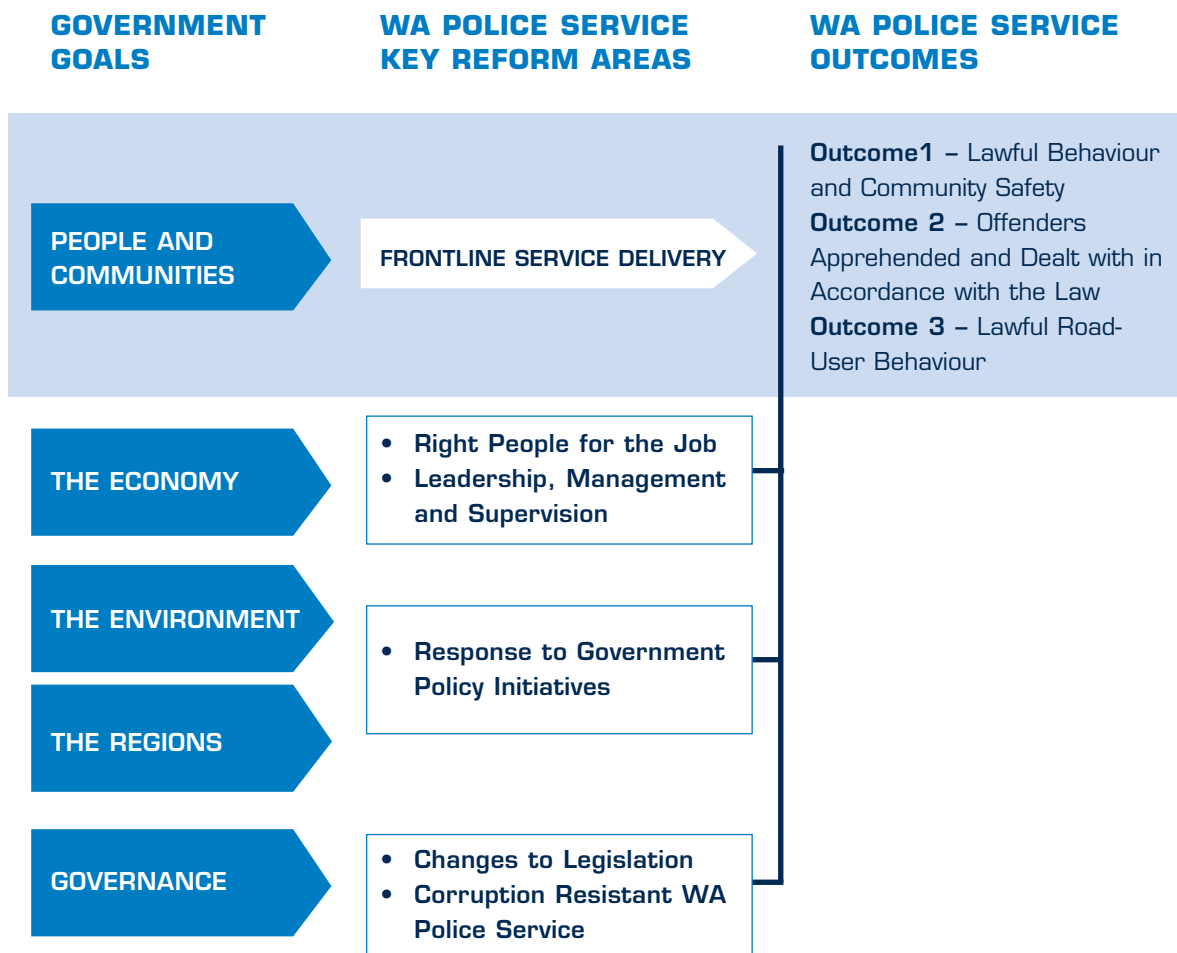 GOVERNMENT
GOALS
WA POLICE SERVICE
KEY REFORM AREAS
WA POLICE SERVICE
OUTCOMES
PEOPLE AND
COMMUNITIES
FRONTLINE SERVICE DELIVERY
Outcome1 – Lawful Behaviour
and Community Safety
Outcome 2 – Offenders
Apprehended and Dealt with in
Accordance with the Law
Outcome 3 – Lawful Road-
User Behaviour
THE ECONOMY
• Right People for the Job
• Leadership, Management
and Supervision
THE ENVIRONMENT
• Response to Government
Policy Initiatives
THE REGIONS
GOVERNANCE
• Changes to Legislation
• Corruption Resistant WA
Police Service